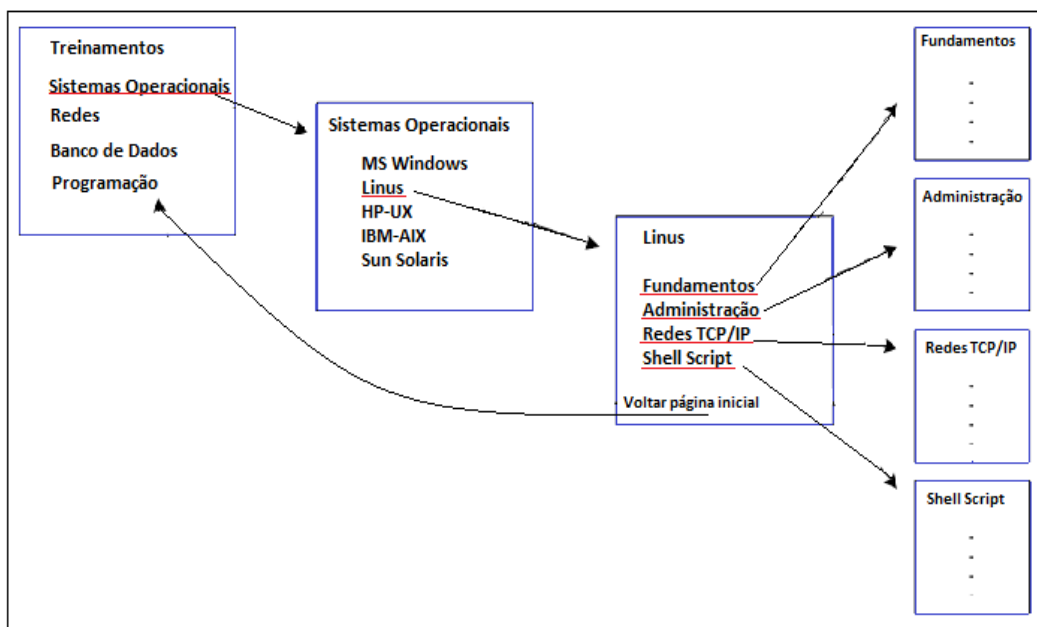 Treinamentos
Sistemas Operacionais
Redes
Banco de Dados
Programação
Sistemas Operacionais
MS Windows
Linus
HP-UX
IBM-AIX
Sun Solaris
Linus
Fundamentos
Administração
Redes TCP/IP
Shell Script
Voltar página inicial
Fundamentos
-
-
-
-
Administração
-
-
-
-
Redes TCP/IP
-
-
-
-
Shell Script
-
-
-
-